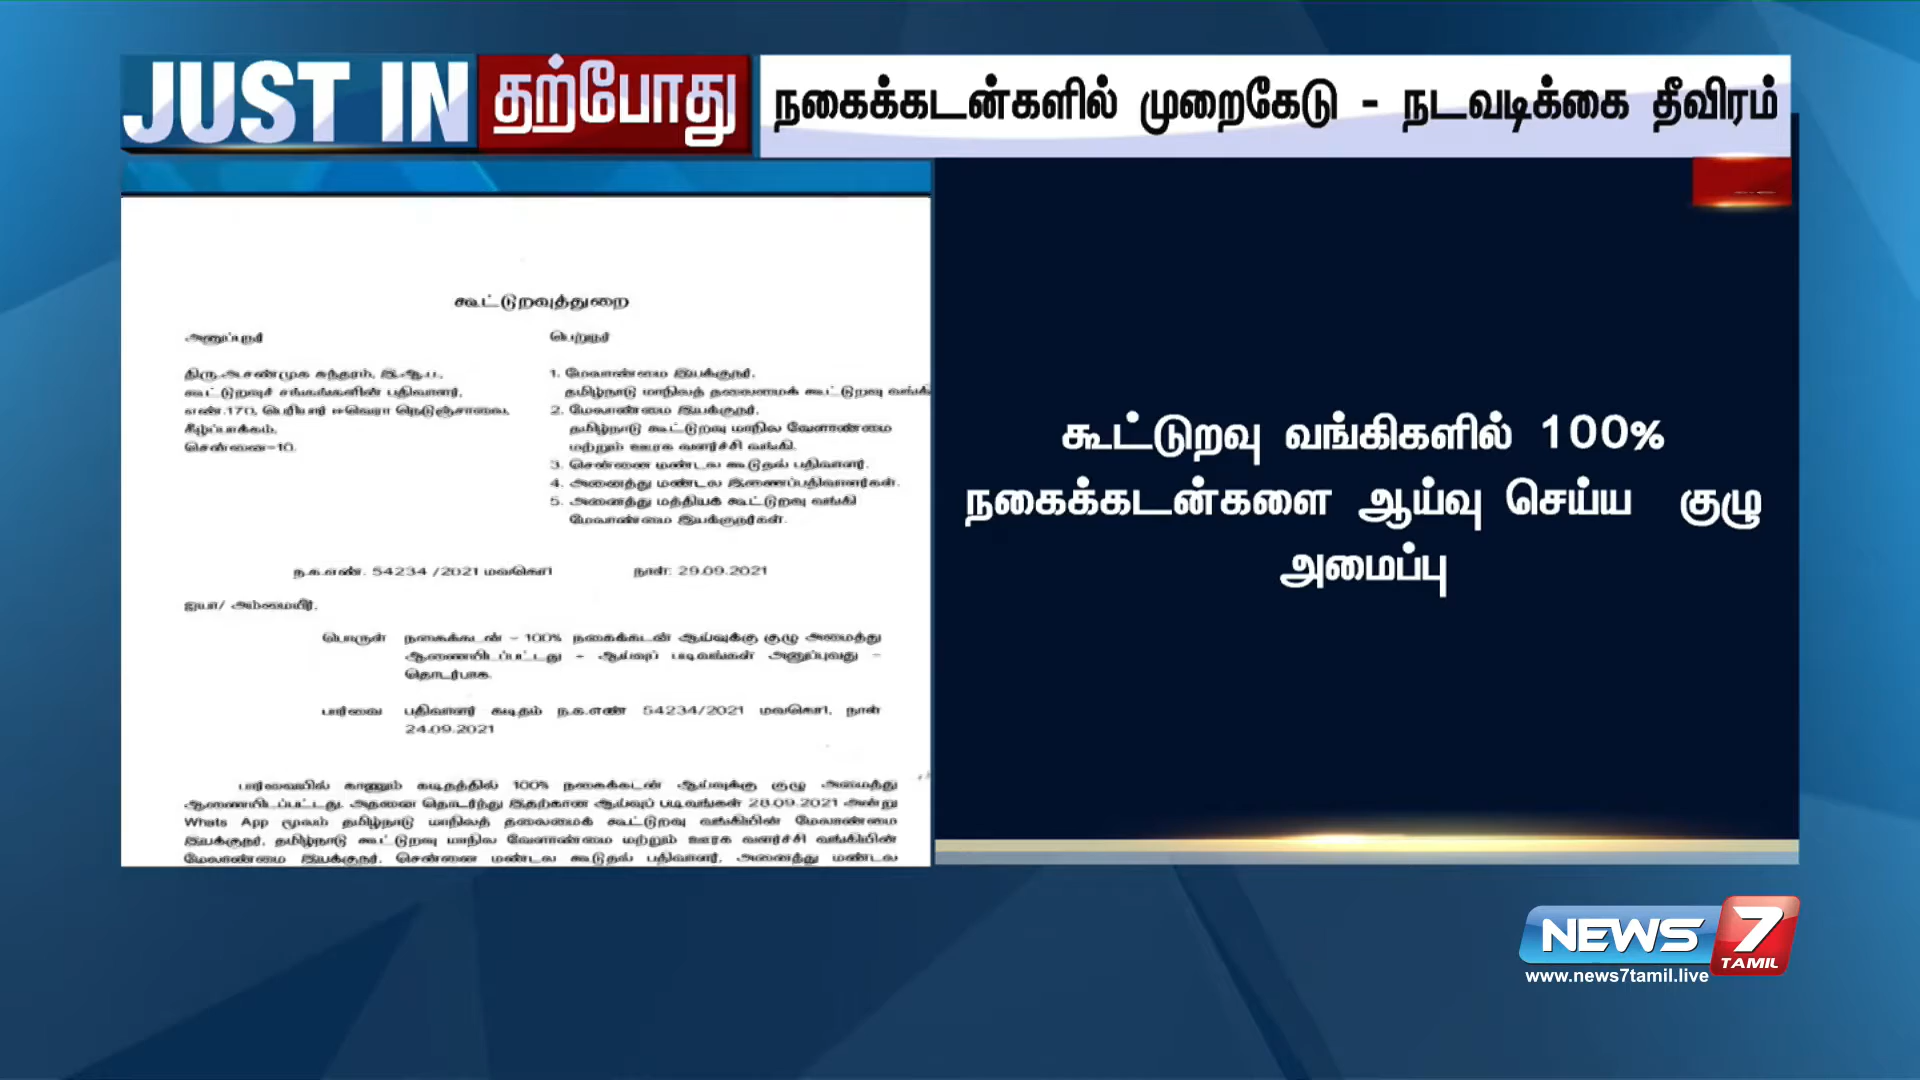 JUST IN தற்போது
நகைக்கடன்களில் முறைகேடு - நடவடிக்கை தீவிரம்
கூட்டுறவுத்துறை
அனுப்புநர்
திரு.அ.சண்முக சுந்தரம், இ.ஆ.ப.,
கூட்டுறவுச் சங்கங்களின் பதிவாளர்,
எண்.170, பெரியார் ஈவெரா நெடுஞ்சாலை,
கீழ்ப்பாக்கம்,
சென்னை-10.
பெறுநர்
1. மேலாண்மை இயக்குநர்,
தமிழ்நாடு மாநிலத் தலைமைக் கூட்டுறவு வங்கி
2. மேலாண்மை இயக்குநர்,
தமிழ்நாடு கூட்டுறவு மாநில வேளாண்மை
மற்றும் ஊரக வளர்ச்சி வங்கி.
3. சென்னை மண்டல கூடுதல் பதிவாளர்.
4. அனைத்து மண்டல இணைப்பதிவாளர்கள்.
5. அனைத்து மத்தியக் கூட்டுறவு வங்கி
மேலாண்மை இயக்குநர்கள்.
ந.க.எண். 54234 /2021 மவகொ1 நாள்: 29.09.2021
ஐயா/ அம்மையீர்,
பொருள் நகைக்கடன் – 100% நகைக்கடன் ஆய்வுக்கு குழு அமைத்து
ஆணையிடப்பட்டது – ஆய்வுப் படிவங்கள் அனுப்புவது –
தொடர்பாக.
பார்வை பதிவாளர் கடிதம் ந.க.எண் 54234/2021 மவகொ1, நாள்
24.09.2021
பார்வையில் காணும் கடிதத்தில் 100% நகைக்கடன் ஆய்வுக்கு குழு அமைத்து
ஆணையிடப்பட்டது. அதனை தொடர்ந்து இதற்கான ஆய்வுப் படிவங்கள் 28.09.2021 அன்று
Whats App மூலம் தமிழ்நாடு மாநிலத் தலைமைக் கூட்டுறவு வங்கியின் மேலாண்மை
இயக்குநர், தமிழ்நாடு கூட்டுறவு மாநில வேளாண்மை மற்றும் ஊரக வளர்ச்சி வங்கியின்
மேலாண்மை இயக்குநர், சென்னை மண்டல கூடுதல் பதிவாளர், அனைத்து மண்டல
கூட்டுறவு வங்கிகளில் 100%
நகைக்கடன்களை ஆய்வு செய்ய குழு
அமைப்பு
NEWS 7
TAMIL
www.news7tamil.live